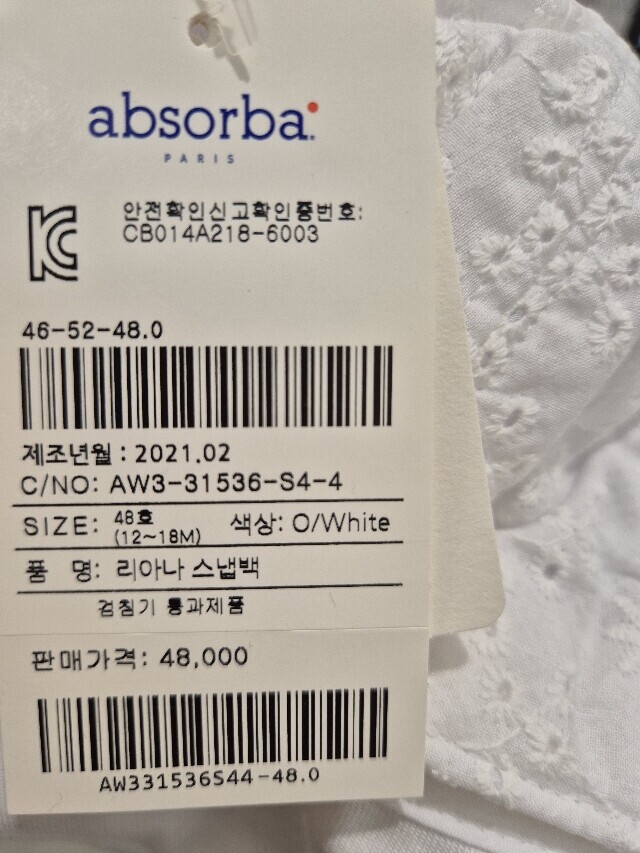 absorba.
PARIS
안전확인신고확인증번호:
CB014A218-6003
46-52-48.0
제조년월 : 2021.02
C/NO: AW3-31536-S4-4
SIZE: 48호 (12~18M) 색상: O/White
품 명: 리아나 스냅백
검침기 통과제품
판매가격: 48,000
AW331536S44-48.0